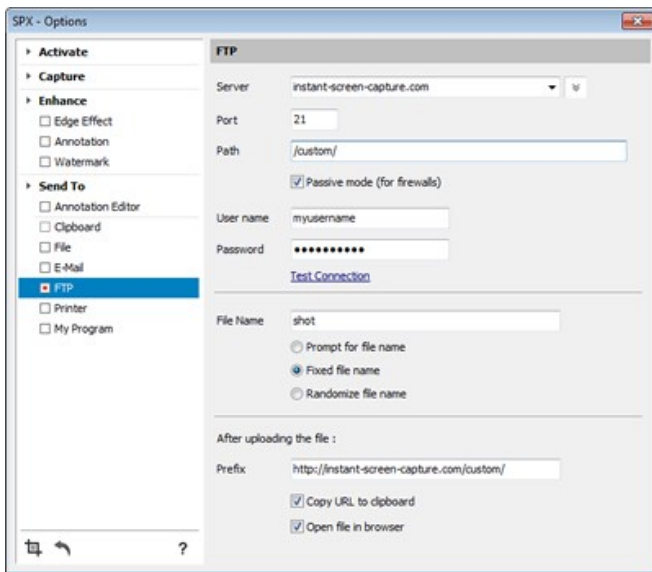 SPX - Options
Activate
Capture
Enhance
Edge Effect
Annotation
Watermark
Send To
Annotation Editor
Clipboard
File
E-Mail
FTP
Printer
My Program
?
FTP
Server instant-screen-capture.com
Port 21
Path /custom/
Passive mode (for firewalls)
User name myusername
Password ●●●●●●●●●●
Test Connection
File Name shot
Prompt for file name
Fixed file name
Randomize file name
After uploading the file :
Prefix http://instant-screen-capture.com/custom/
Copy URL to clipboard
Open file in browser